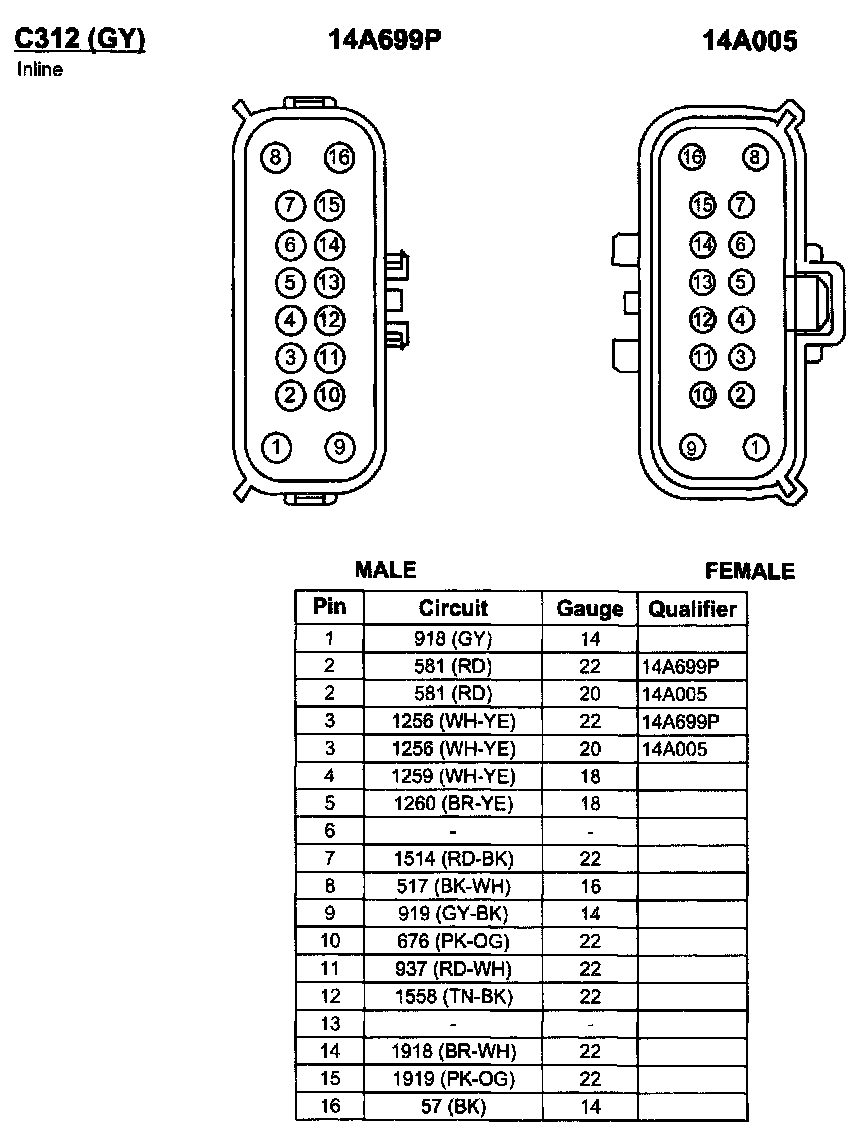 C312 (GY) 14A699P 14A005
Inline
8 16 16 8
7 15 15 7
6 14 14 6
5 13 13 5
4 12 12 4
3 11 11 3
2 10 10 2
1 9 9 1
MALE FEMALE
Pin Circuit Gauge Qualifier
1 918 (GY) 14
2 581 (RD) 22 14A699P
2 581 (RD) 20 14A005
3 1256 (WH-YE) 22 14A699P
3 1256 (WH-YE) 20 14A005
4 1259 (WH-YE) 18
5 1260 (BR-YE) 18
6 - -
7 1514 (RD-BK) 22
8 517 (BK-WH) 16
9 919 (GY-BK) 14
10 676 (PK-OG) 22
11 937 (RD-WH) 22
12 1558 (TN-BK) 22
13 - -
14 1918 (BR-WH) 22
15 1919 (PK-OG) 22
16 57 (BK) 14